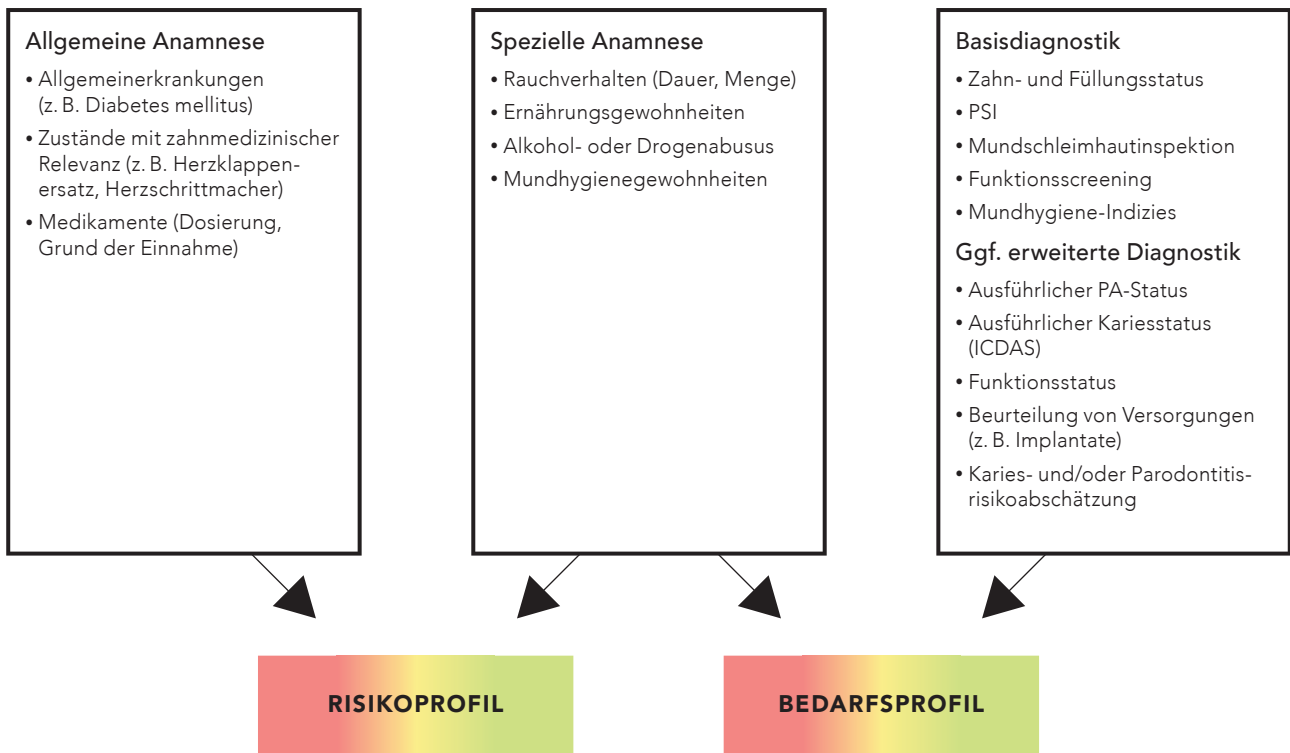 Allgemeine Anamnese
• Allgemeinerkrankungen
(z. B. Diabetes mellitus)
• Zustände mit zahnmedizinischer
Relevanz (z. B. Herzklappen-
ersatz, Herzschrittmacher)
• Medikamente (Dosierung,
Grund der Einnahme)
Spezielle Anamnese
• Rauchverhalten (Dauer, Menge)
• Ernährungsgewohnheiten
• Alkohol- oder Drogenabusus
• Mundhygienegewohnheiten
Basisdiagnostik
• Zahn- und Füllungsstatus
• PSI
• Mundschleimhautinspektion
• Funktionsscreening
• Mundhygiene-Indizies
Ggf. erweiterte Diagnostik
• Ausführlicher PA-Status
• Ausführlicher Kariesstatus
(ICDAS)
• Funktionsstatus
• Beurteilung von Versorgungen
(z. B. Implantate)
• Karies- und/oder Parodontitis-
risikoabschätzung
RISIKOPROFIL
BEDARFSPROFIL